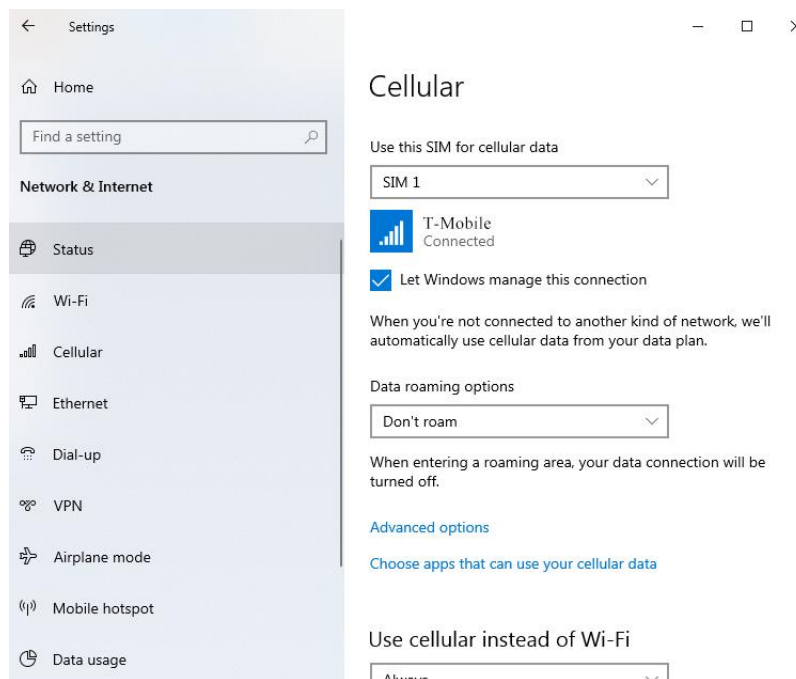 Settings
Home
Find a setting
Network & Internet
Status
Wi-Fi
Cellular
Ethernet
Dial-up
VPN
Airplane mode
Mobile hotspot
Data usage
Cellular
Use this SIM for cellular data
SIM 1
T-Mobile
Connected
Let Windows manage this connection
When you're not connected to another kind of network, we'll
automatically use cellular data from your data plan.
Data roaming options
Don't roam
When entering a roaming area, your data connection will be
turned off.
Advanced options
Choose apps that can use your cellular data
Use cellular instead of Wi-Fi
Always